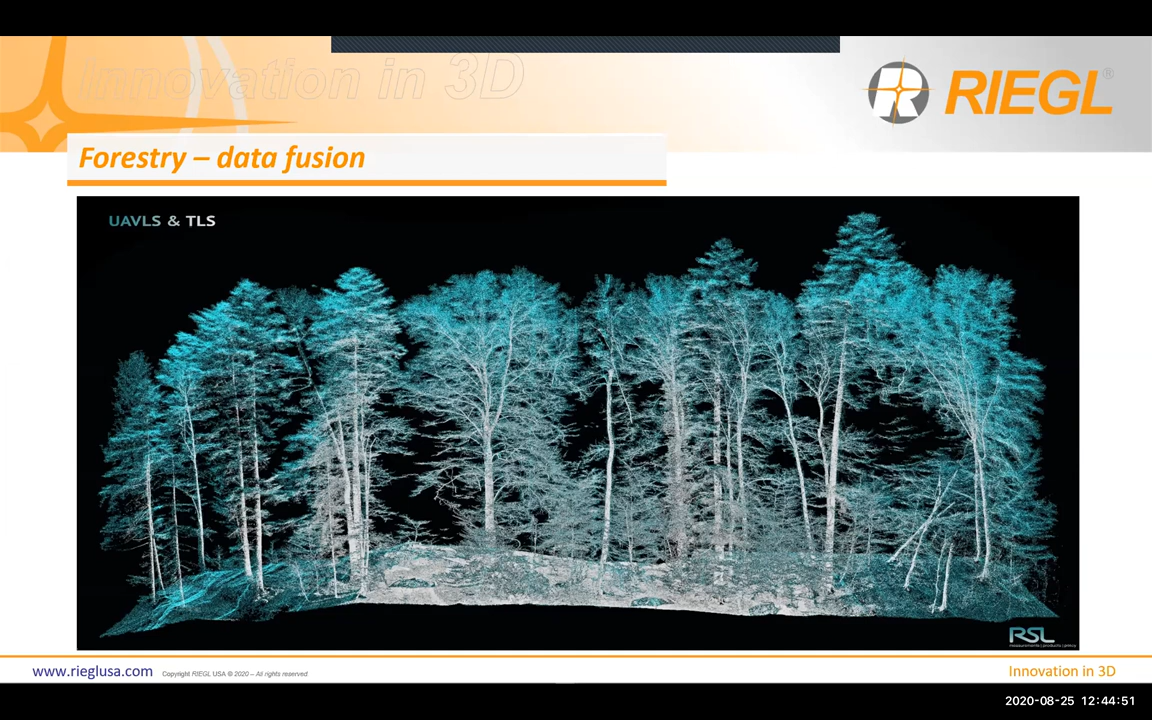 Innovation in 3D
RIEGL®
Forestry – data fusion
UAVLS & TLS
RSL
www.rieglusa.com
Copyright RIEGL USA © 2020 – All rights reserved.
Innovation in 3D
2020-08-25 12:44:51